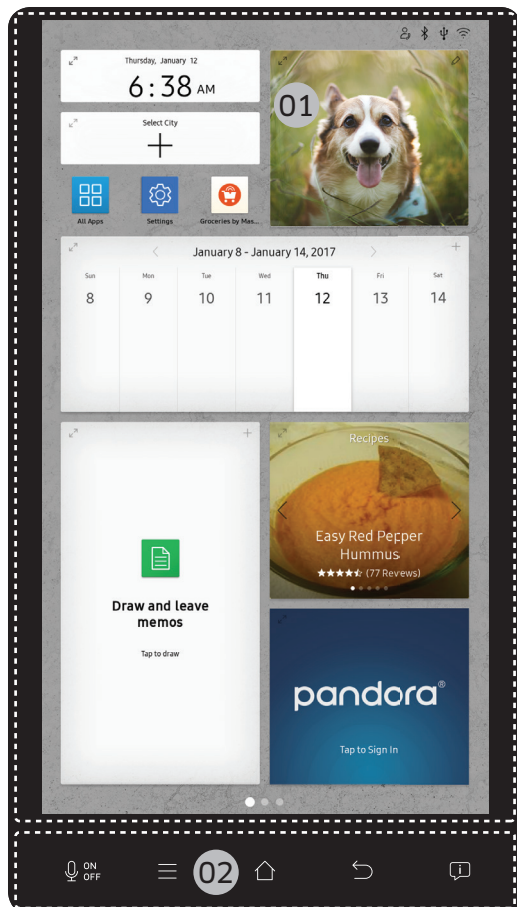 Thursday, January 12
6:38 AM
01
Select City
All Apps
Settings
Groceries by Mas...
January 8 - January 14, 2017
Sun
Mon
Tue
Wed
Thu
Fri
Sat
8
9
10
11
12
13
14
Recipes
Easy Red Pepper
Hummus
(77 Reviews)
Draw and leave
memos
Tap to draw
pandora®
Tap to Sign In
ON
OFF
02